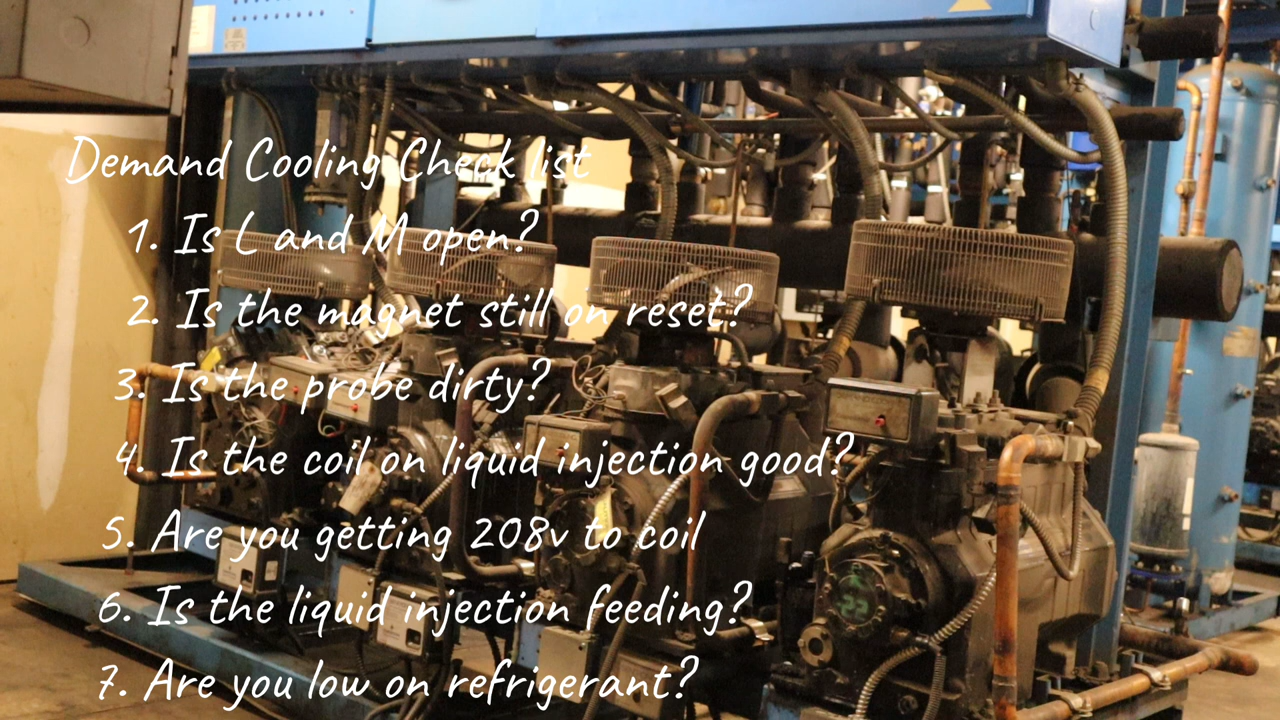 Demand Cooling Check list
1. Is L and M open?
2. Is the magnet still on reset?
3. Is the probe dirty?
4. Is the coil on liquid injection good?
5. Are you getting 208v to coil
6. Is the liquid injection feeding?
7. Are you low on refrigerant?